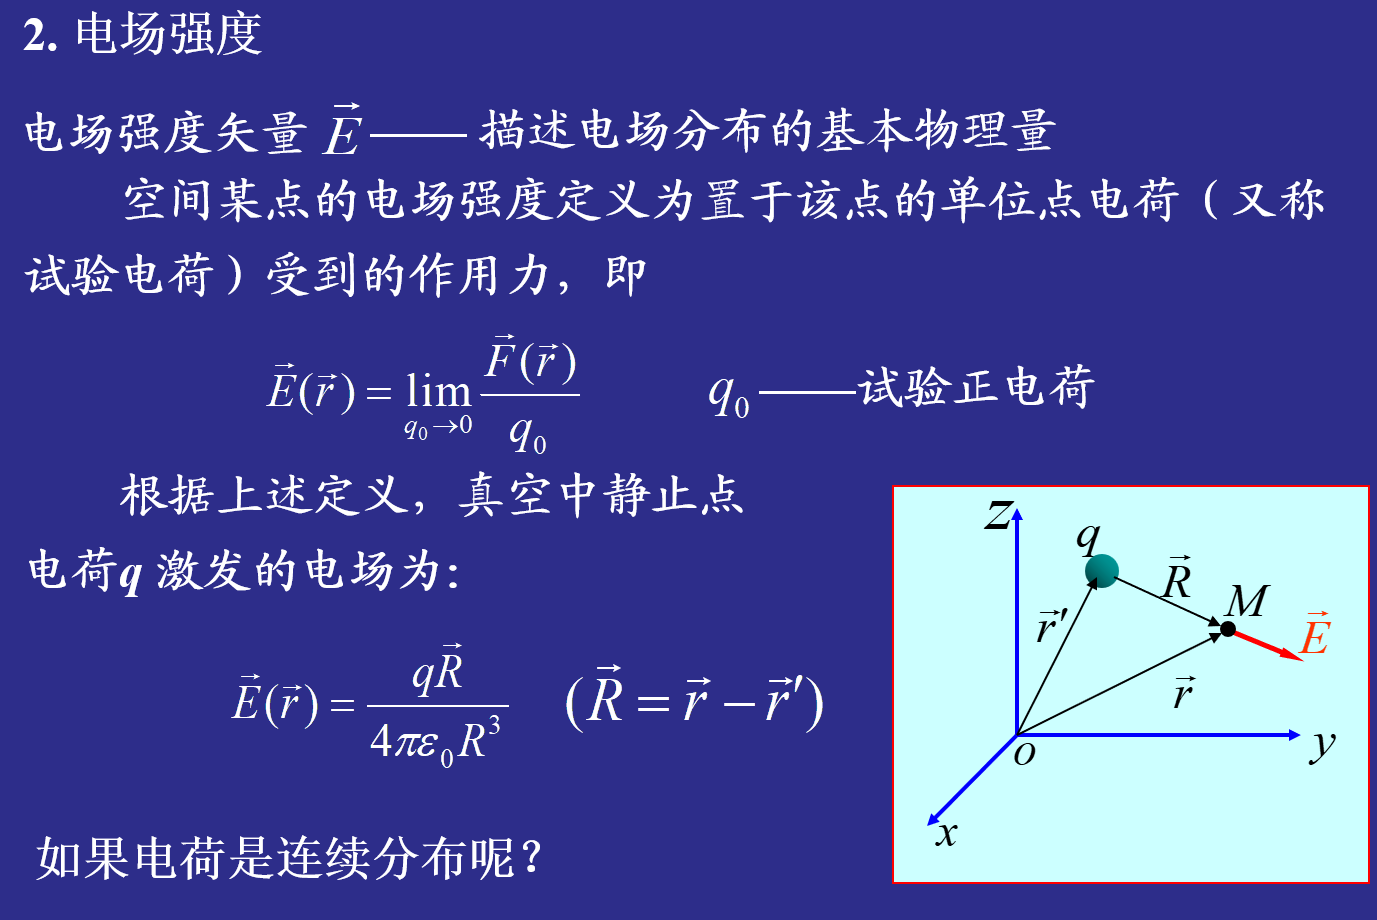 2. 电场强度
电场强度矢量 $\vec{E}$ —— 描述电场分布的基本物理量
空间某点的电场强度定义为置于该点的单位点电荷（又称
试验电荷）受到的作用力，即
$\vec{E}(\vec{r}) = \lim_{q_0 \to 0} \frac{\vec{F}(\vec{r})}{q_0}$  $q_0$ ——试验正电荷
根据上述定义，真空中静止点
电荷q 激发的电场为:
$\vec{E}(\vec{r}) = \frac{q\vec{R}}{4\pi\varepsilon_0 R^3}$  $(\vec{R} = \vec{r} - \vec{r}')$
如果电荷是连续分布呢？
z
q
$\vec{R}$
M
$\vec{r}'$
$\vec{E}$
$\vec{r}$
o
y
x